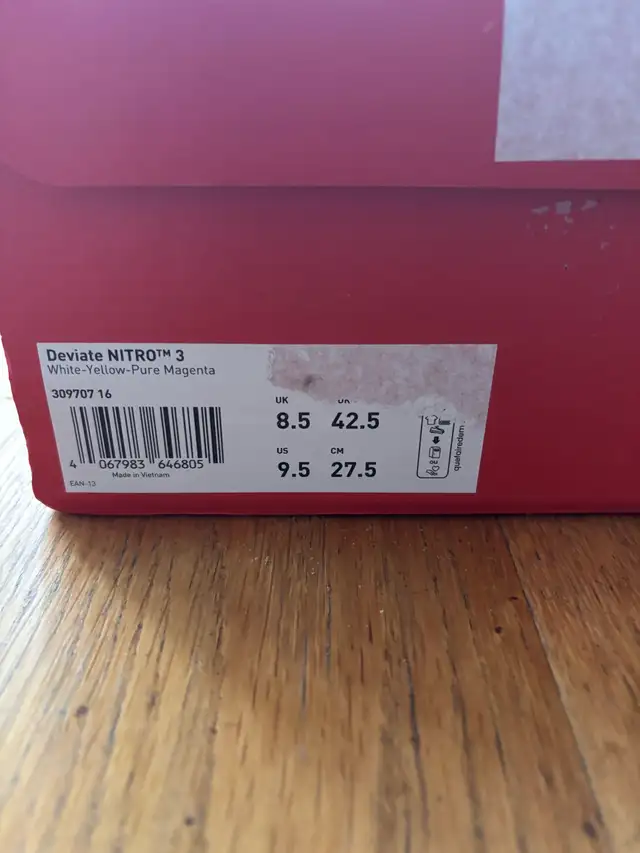 Deviate NITRO™ 3
White-Yellow-Pure Magenta
309707 16
4 067983 646805
Made in Vietnam
EAN-13
UK
8.5 42.5
US CM
9.5 27.5
quefairedem